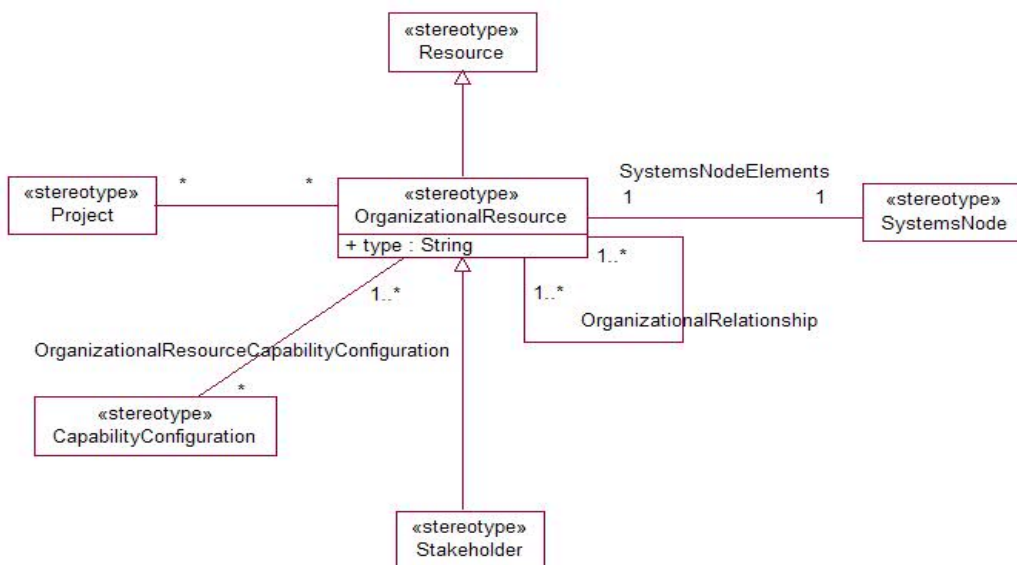 «stereotype»
Resource
SystemsNodeElements
«stereotype»
Project
*
*
«stereotype»
OrganizationalResource
+ type : String
1
1
«stereotype»
SystemsNode
1..*
1..*
1..*
OrganizationalRelationship
OrganizationalResourceCapabilityConfiguration
*
«stereotype»
CapabilityConfiguration
«stereotype»
Stakeholder